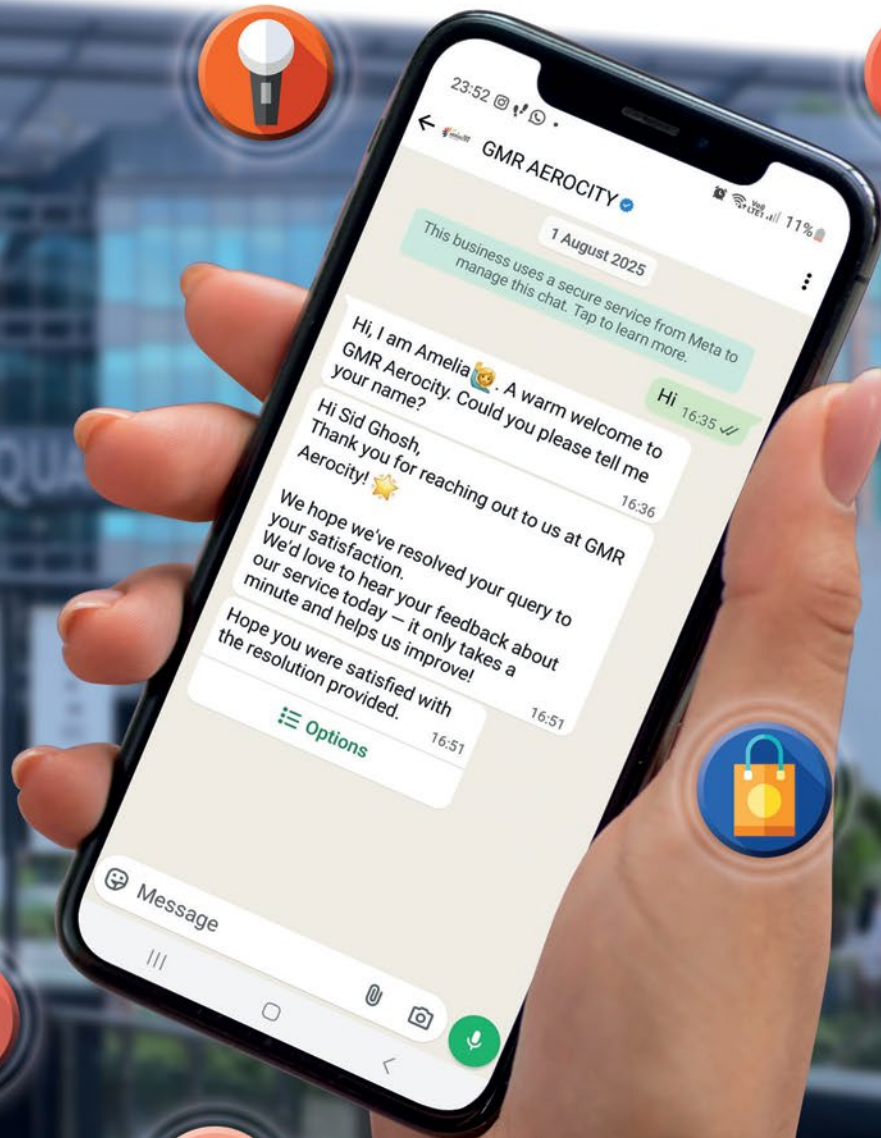 23:52
GMR AEROCITY
VoD
LTE1
11%
1 August 2025
This business uses a secure service from Meta to
manage this chat. Tap to learn more.
Hi 16:35
Hi, I am Amelia🙋. A warm welcome to
GMR Aerocity. Could you please tell me
your name?
16:36
Hi Sid Ghosh,
Thank you for reaching out to us at GMR
Aerocity! 🌟
We hope we've resolved your query to
your satisfaction.
We'd love to hear your feedback about
our service today – it only takes a
minute and helps us improve!
16:51
Hope you were satisfied with
the resolution provided.
16:51
Options
Message
QUA